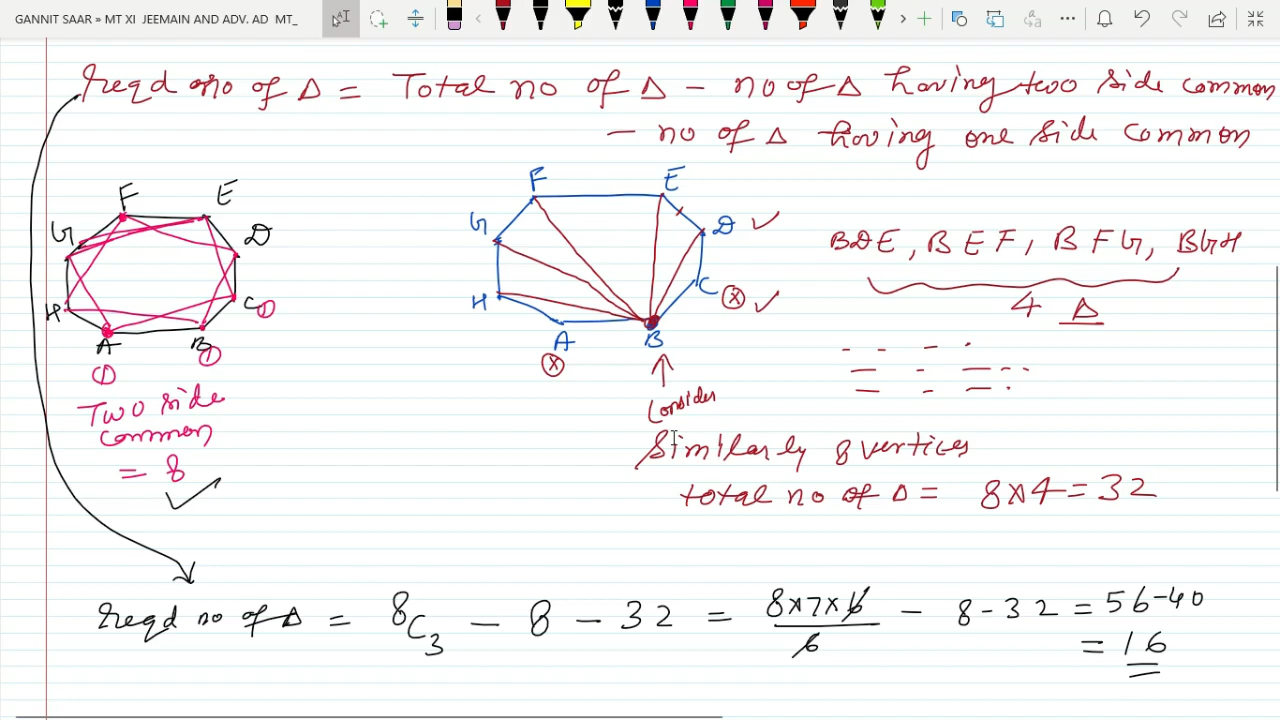 GANNIT SAAR » MT XI JEEMAIN AND ADV. AD MT_
Reqd no of Δ = Total no of Δ - no of Δ having two side common
- no of Δ having one side common
F E
G D
H C ①
A B
① ①
Two side
common
= 8
F E
G D
H C ⓧ
A B
ⓧ
Consider
BDE, BEF, BFG, BGH
4 Δ
Similarly 8 vertices
total no of Δ = 8×4=32
Reqd no of Δ = 8C3 - 8 - 32 = 8×7×6/6 - 8-32 = 56-40
= 16